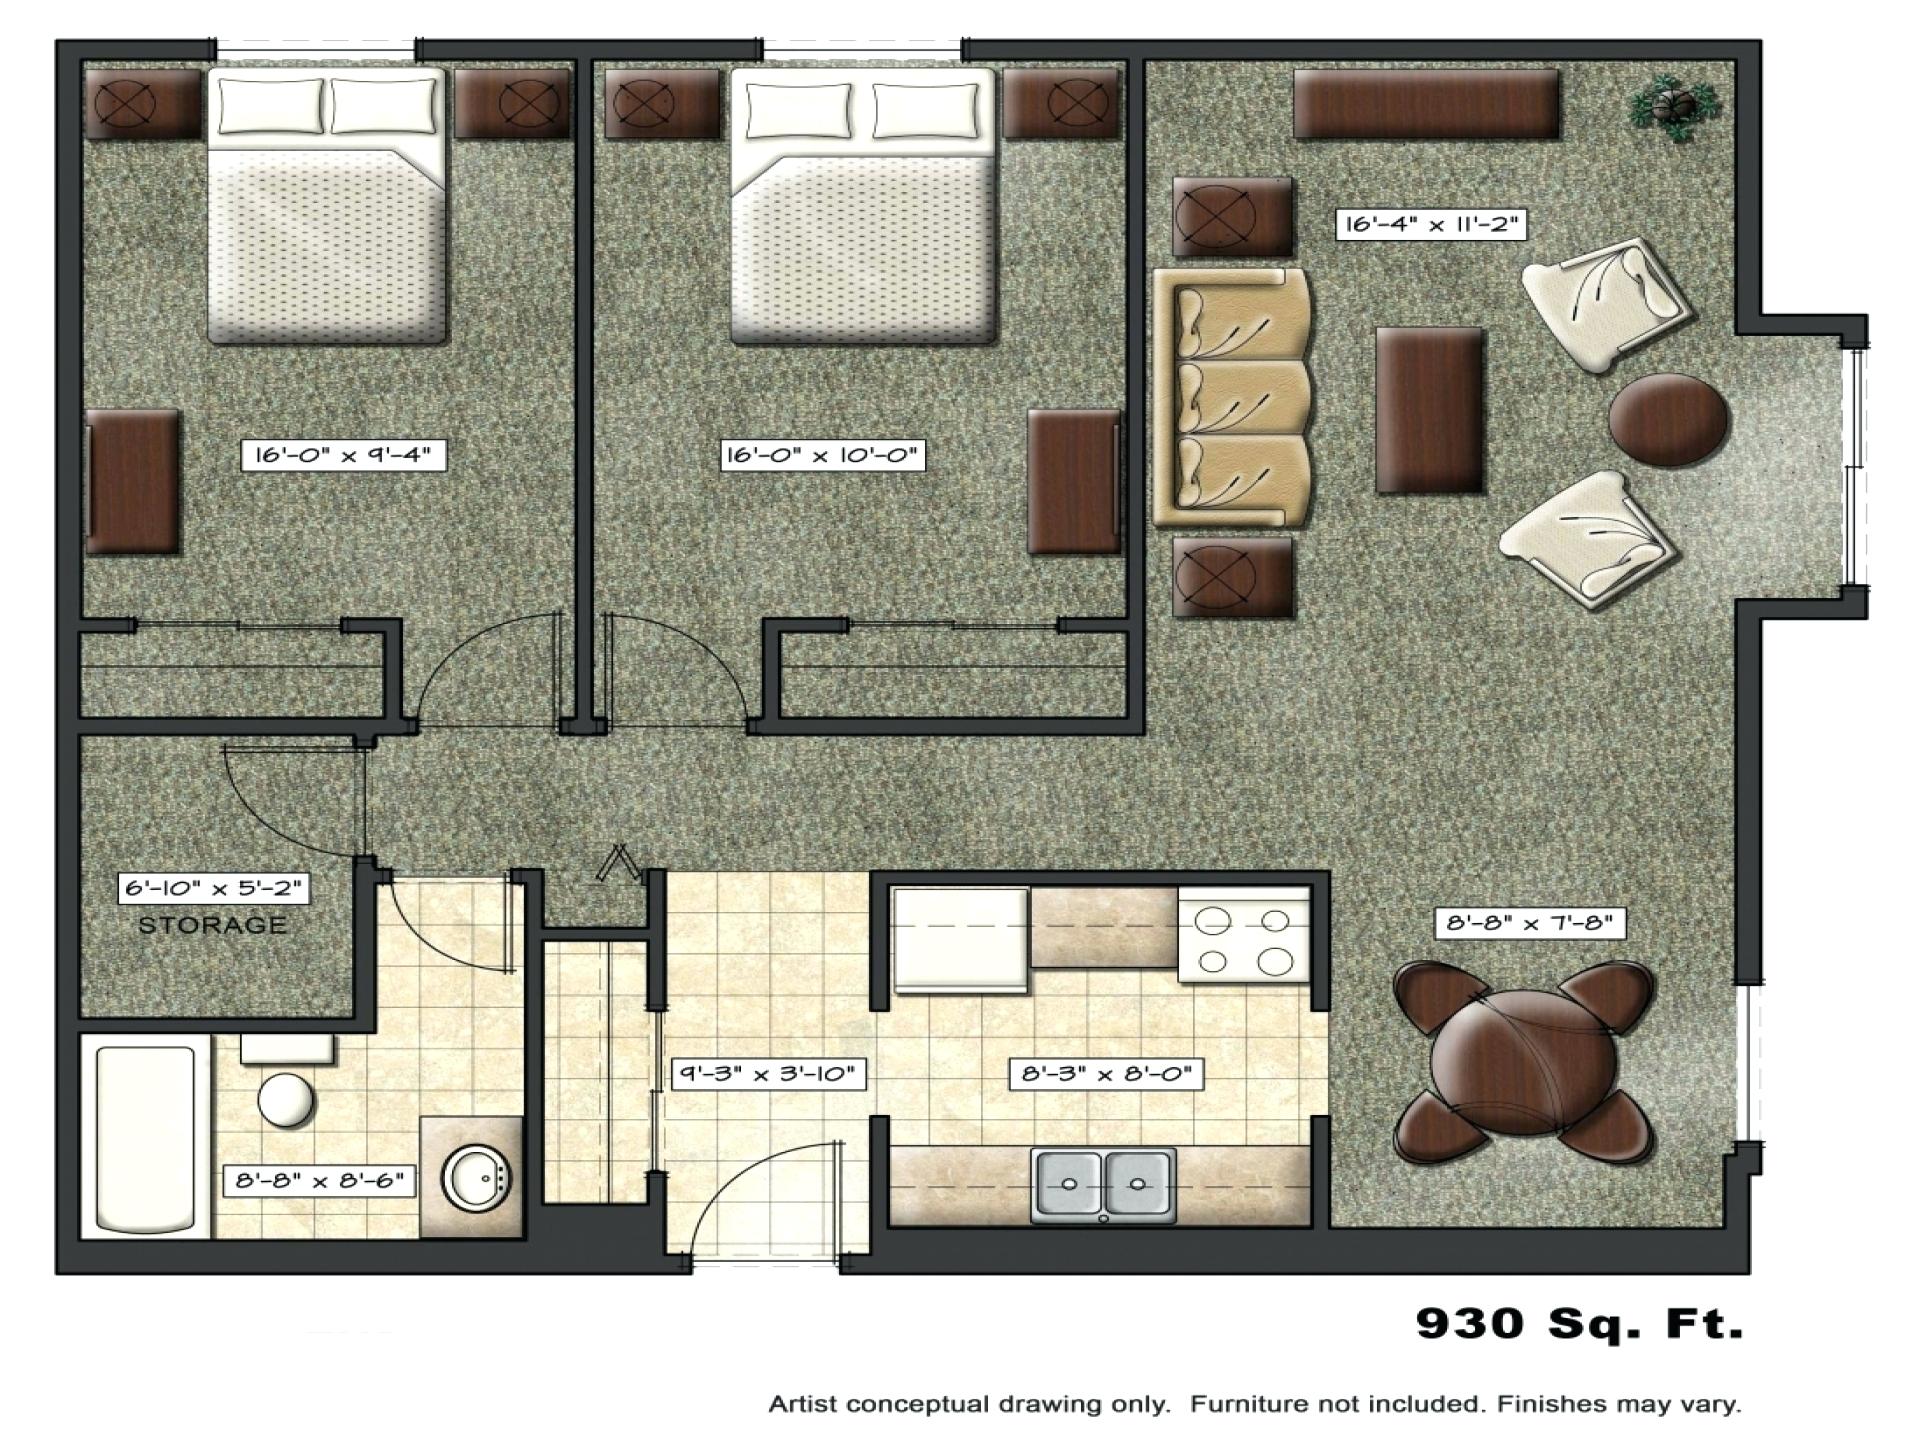 16'-4" x 11'-2"
16'-0" x 9'-4"
16'-0" x 10'-0"
6'-10" x 5'-2"
STORAGE
8'-8" x 7'-8"
9'-3" x 3'-10"
8'-3" x 8'-0"
8'-8" x 8'-6"
930 Sq. Ft.
Artist conceptual drawing only. Furniture not included. Finishes may vary.